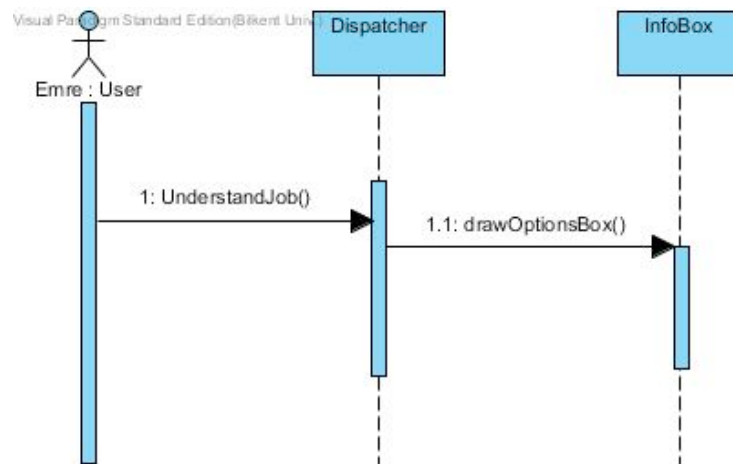 Visual Paradigm Standard Edition(Bilkent Univ.)
Dispatcher
InfoBox
Emre : User
1: UnderstandJob()
1.1: drawOptionsBox()